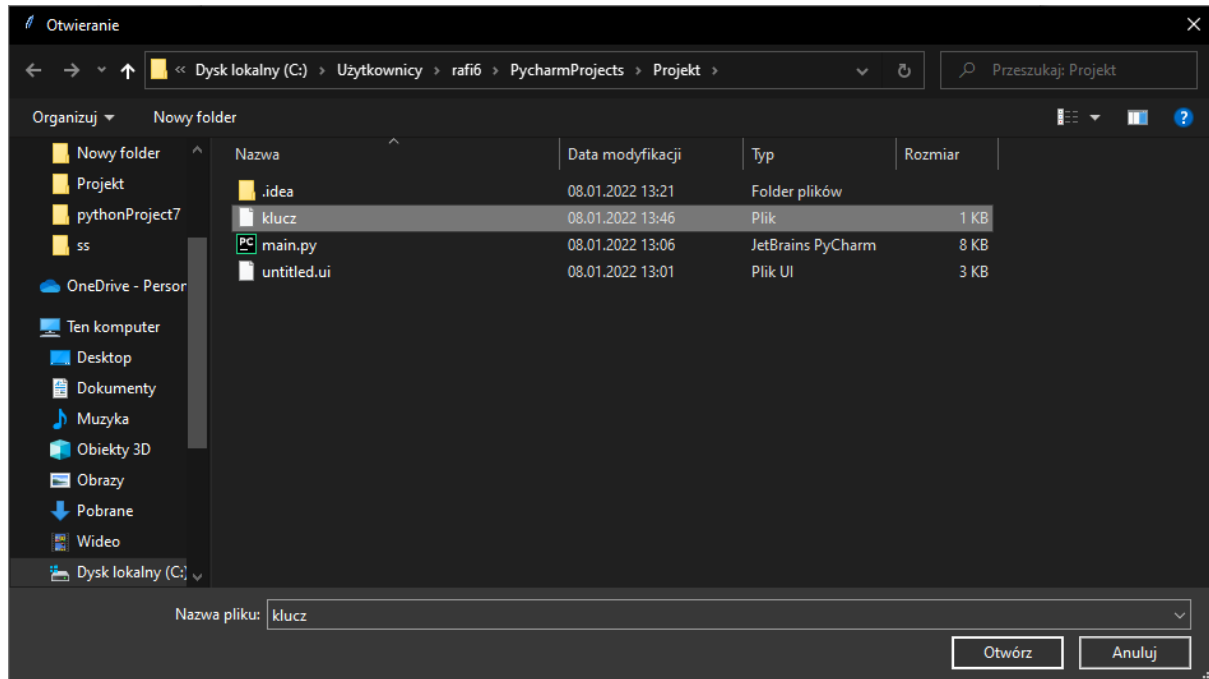 Otwieranie
« Dysk lokalny (C:) › Użytkownicy › rafi6 › PycharmProjects › Projekt ›
Przeszukaj: Projekt
Organizuj Nowy folder
Nowy folder
Projekt
pythonProject7
ss
OneDrive - Person
Ten komputer
Desktop
Dokumenty
Muzyka
Obiekty 3D
Obrazy
Pobrane
Wideo
Dysk lokalny (C:)
Nazwa Data modyfikacji Typ Rozmiar
.idea 08.01.2022 13:21 Folder plików
klucz 08.01.2022 13:46 Plik 1 KB
PC main.py 08.01.2022 13:06 JetBrains PyCharm 8 KB
untitled.ui 08.01.2022 13:01 Plik UI 3 KB
Nazwa pliku: klucz
Otwórz Anuluj